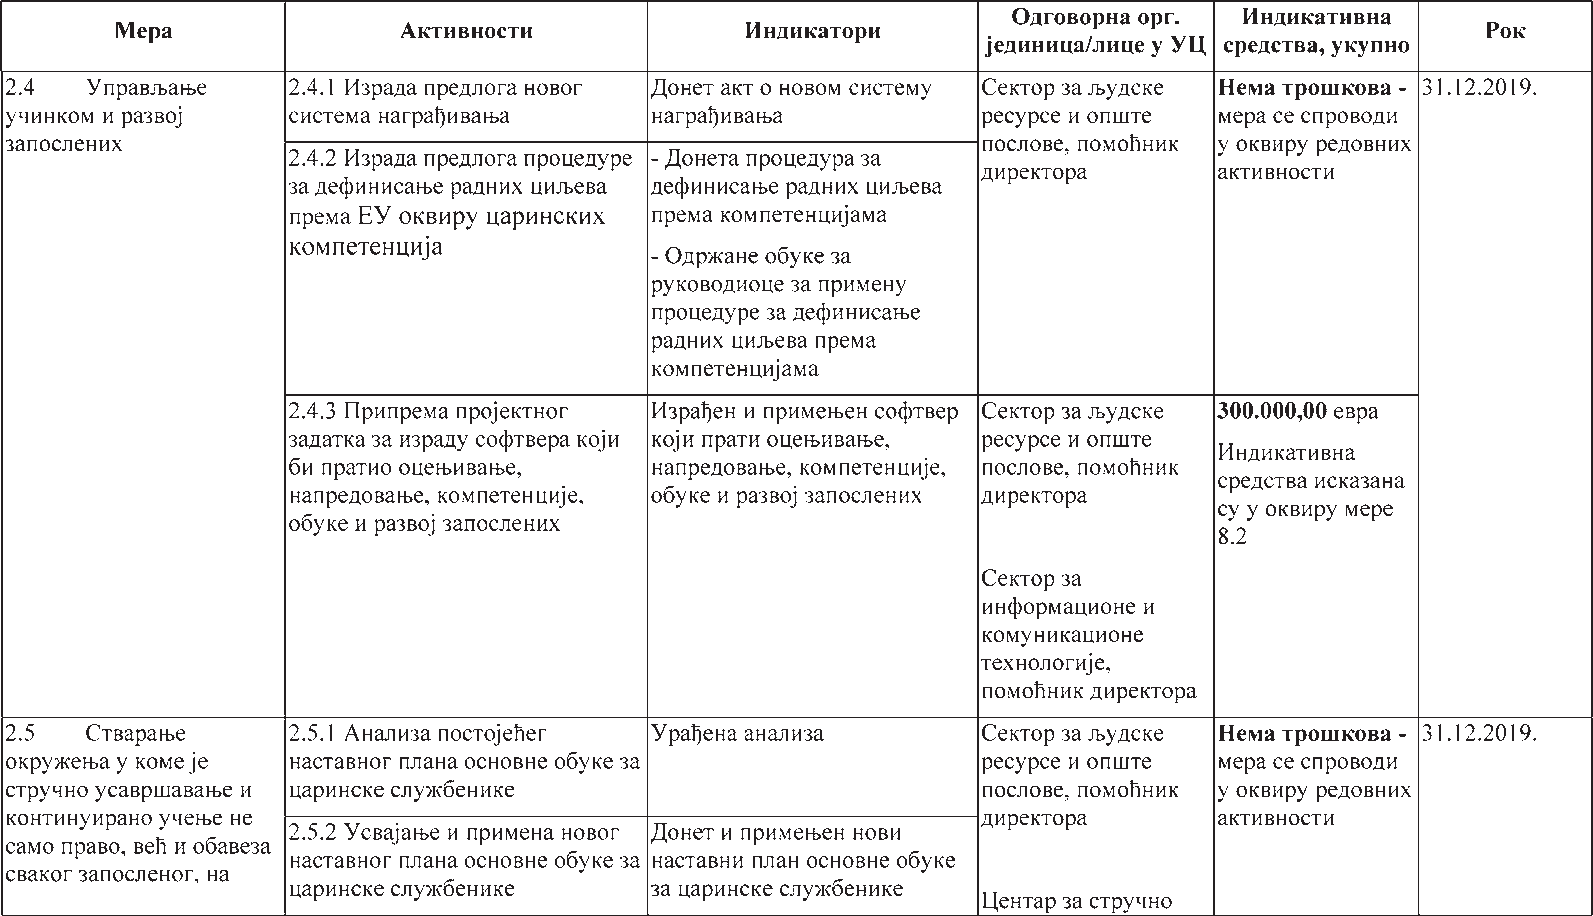 Мера
Активности
Индикатори
Одговорна орг.
јединица/лице у УЦ
Индикативна
средства, укупно
Рок
2.4 Управљање
учинком и развој
запослених
2.4.1 Израда предлога новог
система награђивања
Донет акт о новом систему
награђивања
Сектор за људске
ресурсе и опште
послове, помоћник
директора
Нема трошкова -
мера се спроводи
у оквиру редовних
активности
31.12.2019.
2.4.2 Израда предлога процедуре
за дефинисање радних циљева
према ЕУ оквиру царинских
компетенција
- Донета процедура за
дефинисање радних циљева
према компетенцијама
- Одржане обуке за
руководиоце за примену
процедуре за дефинисање
радних циљева према
компетенцијама
2.4.3 Припрема пројектног
задатка за израду софтвера који
би пратио оцењивање,
напредовање, компетенције,
обуке и развој запослених
Израђен и примењен софтвер
који прати оцењивање,
напредовање, компетенције,
обуке и развој запослених
Сектор за људске
ресурсе и опште
послове, помоћник
директора
Сектор за
информационе и
комуникационе
технологије,
помоћник директора
300.000,00 евра
Индикативна
средства исказана
су у оквиру мере
8.2
2.5 Стварање
окружења у коме је
стручно усавршавање и
континуирано учење не
само право, већ и обавеза
сваког запосленог, на
2.5.1 Анализа постојећег
наставног плана основне обуке за
царинске службенике
Урађена анализа
Сектор за људске
ресурсе и опште
послове, помоћник
директора
Центар за стручно
Нема трошкова -
мера се спроводи
у оквиру редовних
активности
31.12.2019.
2.5.2 Усвајање и примена новог
наставног плана основне обуке за
царинске службенике
Донет и примењен нови
наставни план основне обуке
за царинске службенике